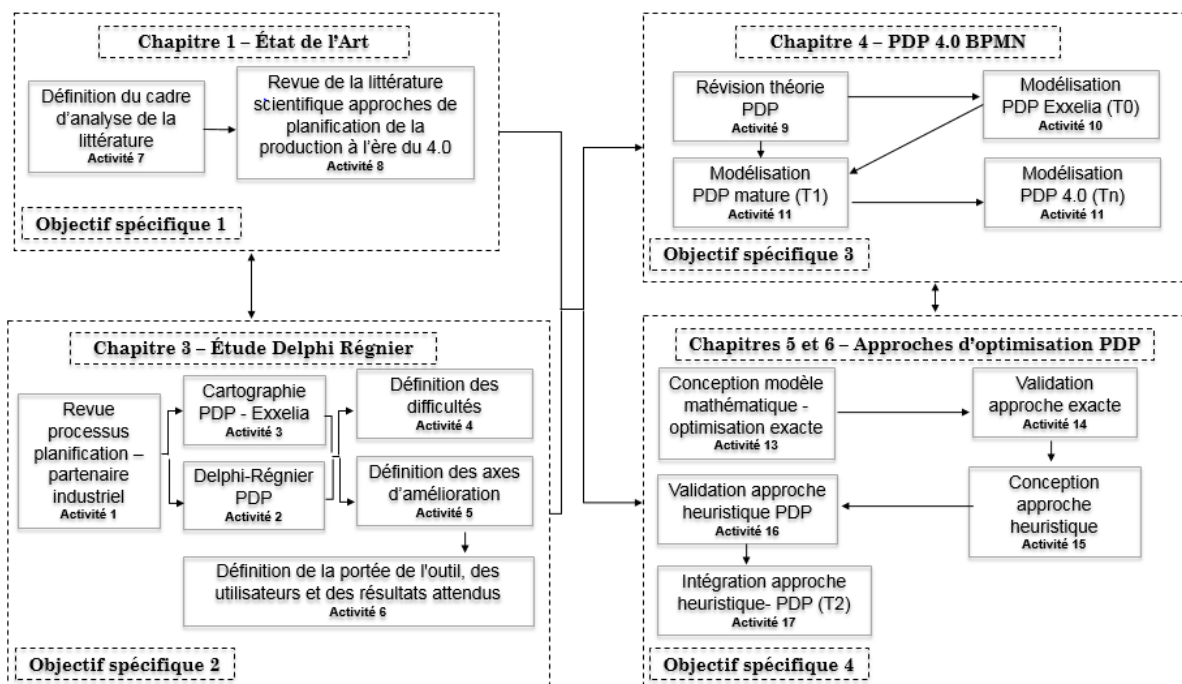 Chapitre 1 – État de l'Art
Définition du cadre
d'analyse de la
littérature
Activité 7
Revue de la littérature
scientifique approches de
planification de la
production à l'ère du 4.0
Activité 8
Objectif spécifique 1
Chapitre 3 – Étude Delphi Régnier
Revue
processus
planification –
partenaire
industriel
Activité 1
Cartographie
PDP - Exxelia
Activité 3
Delphi-Régnier
PDP
Activité 2
Définition des
difficultés
Activité 4
Définition des axes
d'amélioration
Activité 5
Définition de la portée de l'outil, des
utilisateurs et des résultats attendus
Activité 6
Objectif spécifique 2
Chapitre 4 – PDP 4.0 BPMN
Révision théorie
PDP
Activité 9
Modélisation
PDP Exxelia (T0)
Activité 10
Modélisation
PDP mature (T1)
Activité 11
Modélisation
PDP 4.0 (Tn)
Activité 11
Objectif spécifique 3
Chapitres 5 et 6 – Approches d'optimisation PDP
Conception modèle
mathématique -
optimisation exacte
Activité 13
Validation
approche exacte
Activité 14
Validation approche
heuristique PDP
Activité 16
Conception
approche
heuristique
Activité 15
Intégration approche
heuristique- PDP (T2)
Activité 17
Objectif spécifique 4